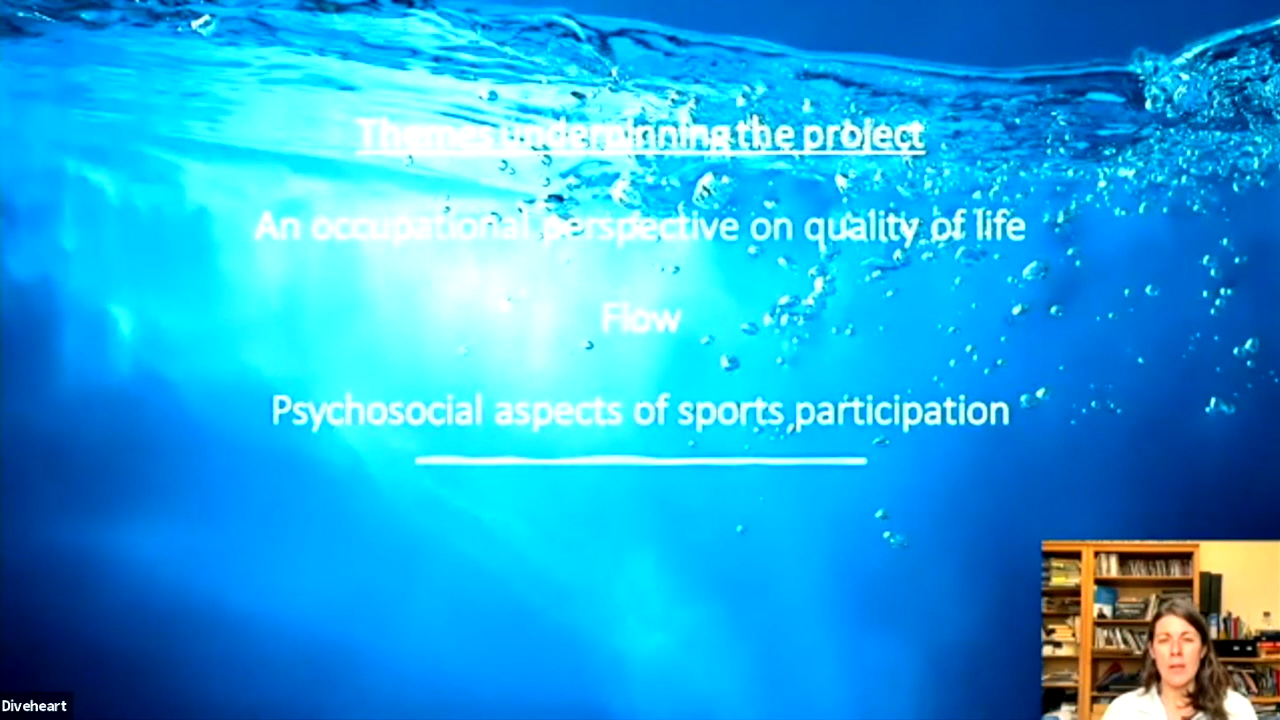 Themes underpinning the project
An occupational perspective on quality of life
Flow
Psychosocial aspects of sports participation
Diveheart